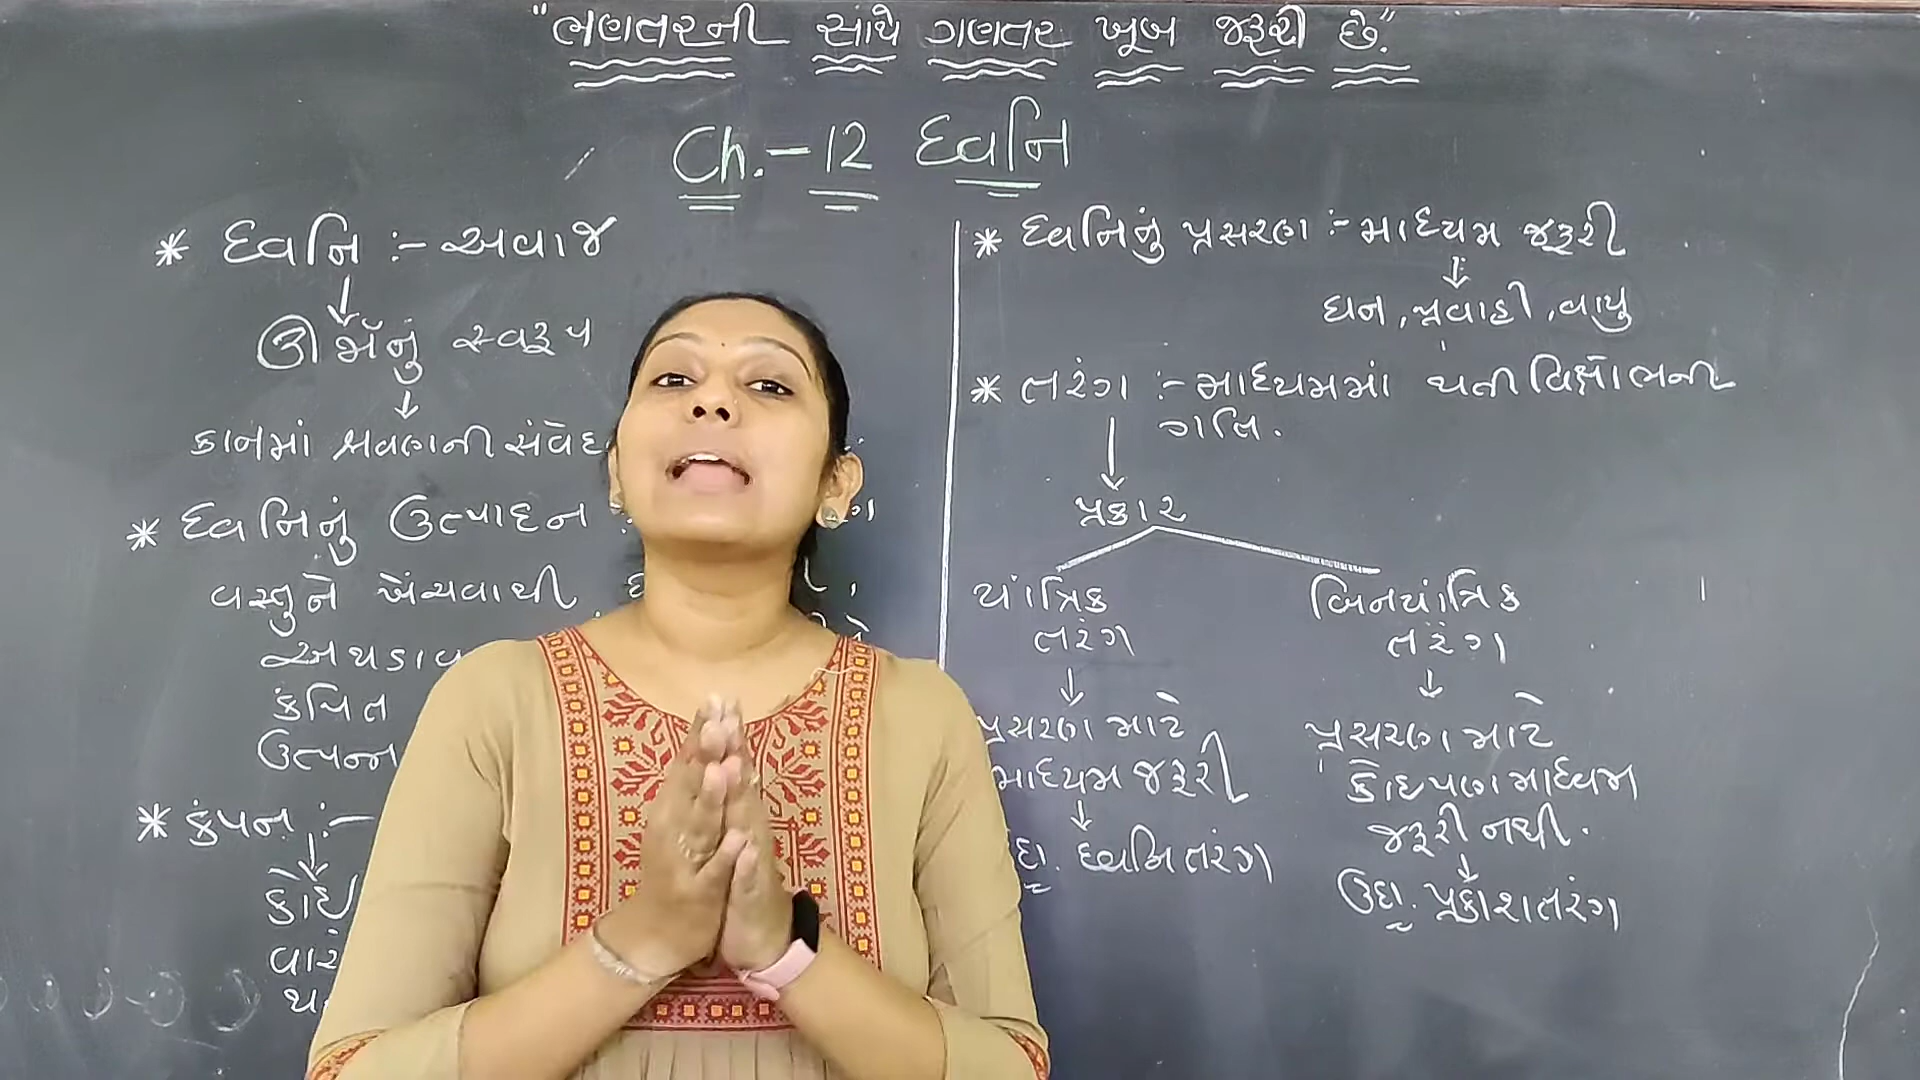 "ભણતરની સાથે ગણતર ખૂબ જરૂરી છે."
Ch.-12 ધ્વનિ
* ધ્વનિ :- અવાજ
ઊર્જાનું સ્વરૂપ
કાનમાં શ્રવણની
* ધ્વનિનું ઉત્પાદન
વસ્તુને ખેંચવાથી,
કંપિત
ઉત્પન્ન
* કંપન :-
કોઈ
* ધ્વનિનું પ્રસરણ :- માધ્યમ જરૂરી
ઘન, પ્રવાહી, વાયુ
* તરંગ :- માધ્યમમાં થતી વિક્ષોભની
ગતિ.
પ્રકાર
યાંત્રિક
તરંગ
પ્રસરણ માટે
માધ્યમ જરૂરી
ઉદા. ધ્વનિ તરંગ
બિનયાંત્રિક
તરંગ
પ્રસરણ માટે
કોઈપણ માધ્યમ
જરૂરી નથી.
ઉદા. પ્રકાશતરંગ